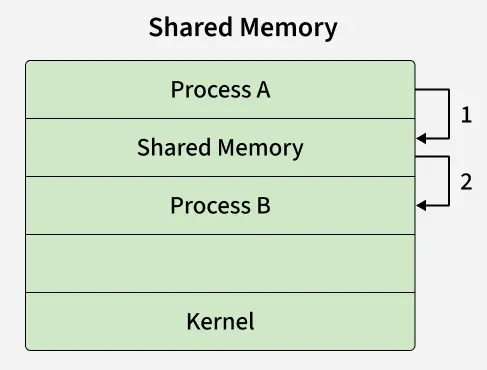 Shared Memory
Process A
1
Shared Memory
2
Process B
Kernel